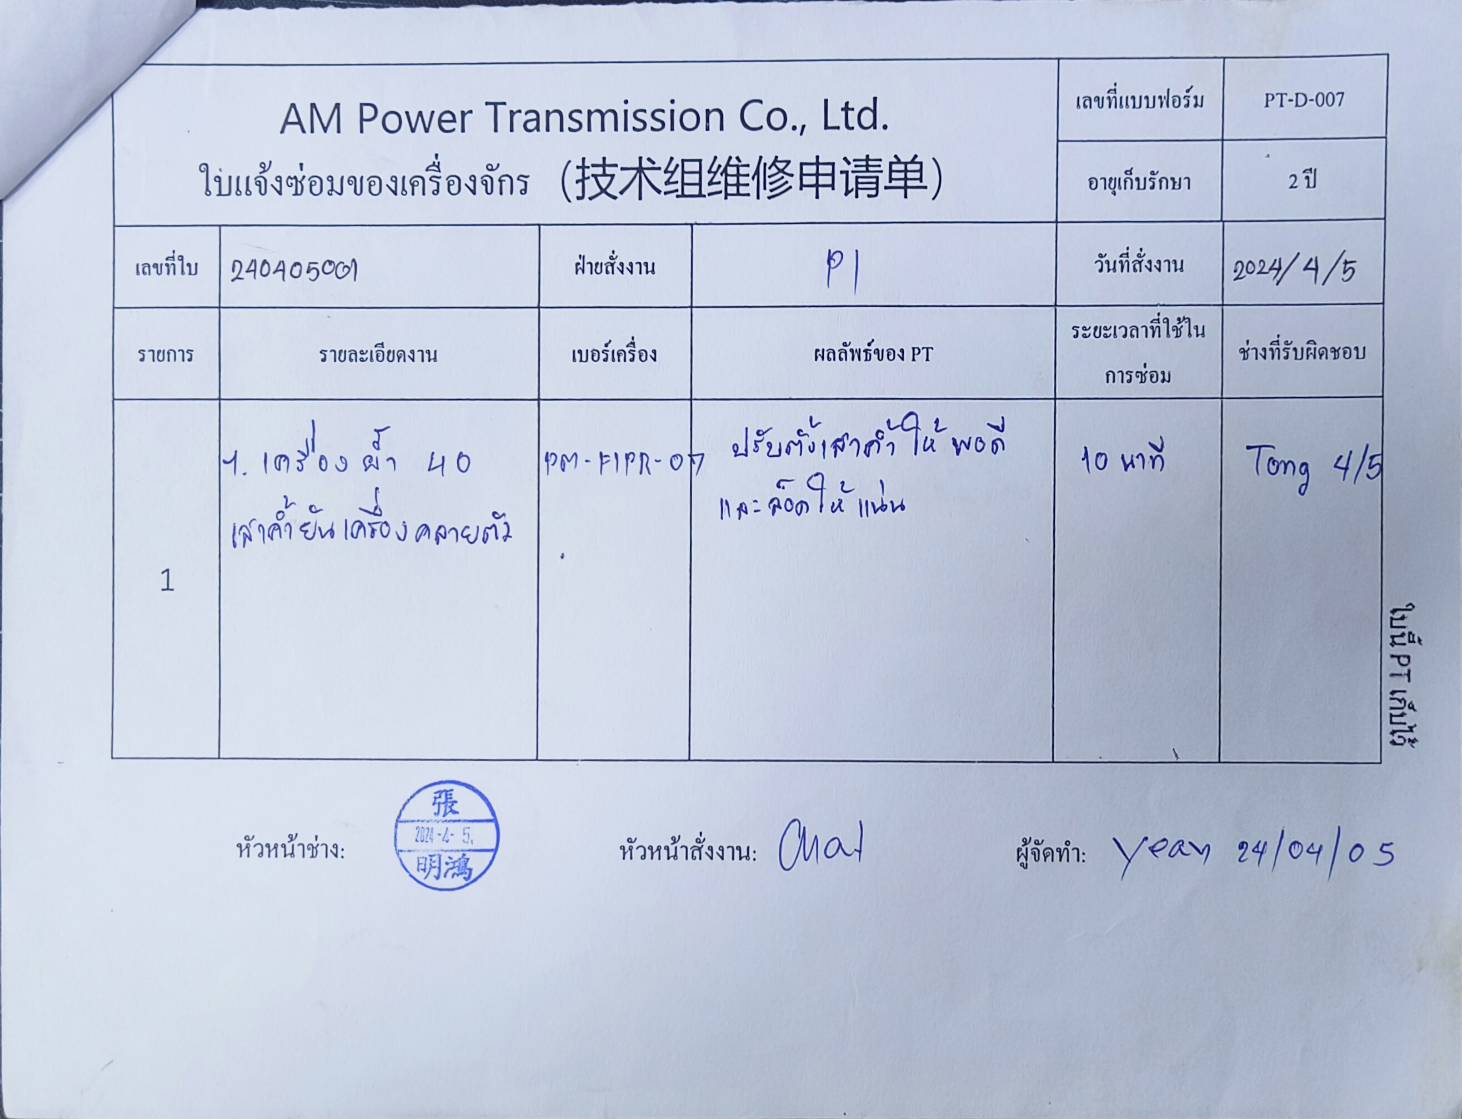 AM Power Transmission Co., Ltd.
ใบแจ้งซ่อมของเครื่องจักร (技术组维修申请单)
เลขที่แบบฟอร์ม PT-D-007
อายุเก็บรักษา 2 ปี
เลขที่ใบ 240405001 ฝ่ายสั่งงาน P1 วันที่สั่งงาน 2024/4/5
รายการ รายละเอียดงาน เบอร์เครื่อง ผลลัพธ์ของ PT ระยะเวลาที่ใช้ใน ช่างที่รับผิดชอบ
การซ่อม
1. เครื่อง ผ้า 40 PM-FIPR-07 ปรับตั้งเสาค้ำ ให้ พอดี 10 นาที Tong 4/5
เสาค้ำยันเครื่องคลายตัว และล็อคให้แน่น
1
ใบนี้ PT เก็บไว้
張
2024-4-5.
明鴻
หัวหน้าช่าง: หัวหน้าสั่งงาน: Chat ผู้จัดทำ: Yean 24/04/05